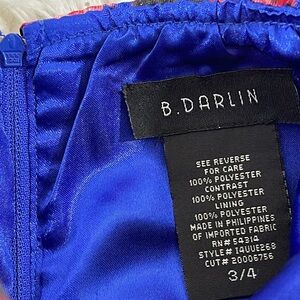 B.DARLIN
SEE REVERSE
FOR CARE
100% POLYESTER
CONTRAST
100% POLYESTER
LINING
100% POLYESTER
MADE IN PHILIPPINES
OF IMPORTED FABRIC
RN# 54314
STYLE# 14UUE268
CUT# 20006756
3/4